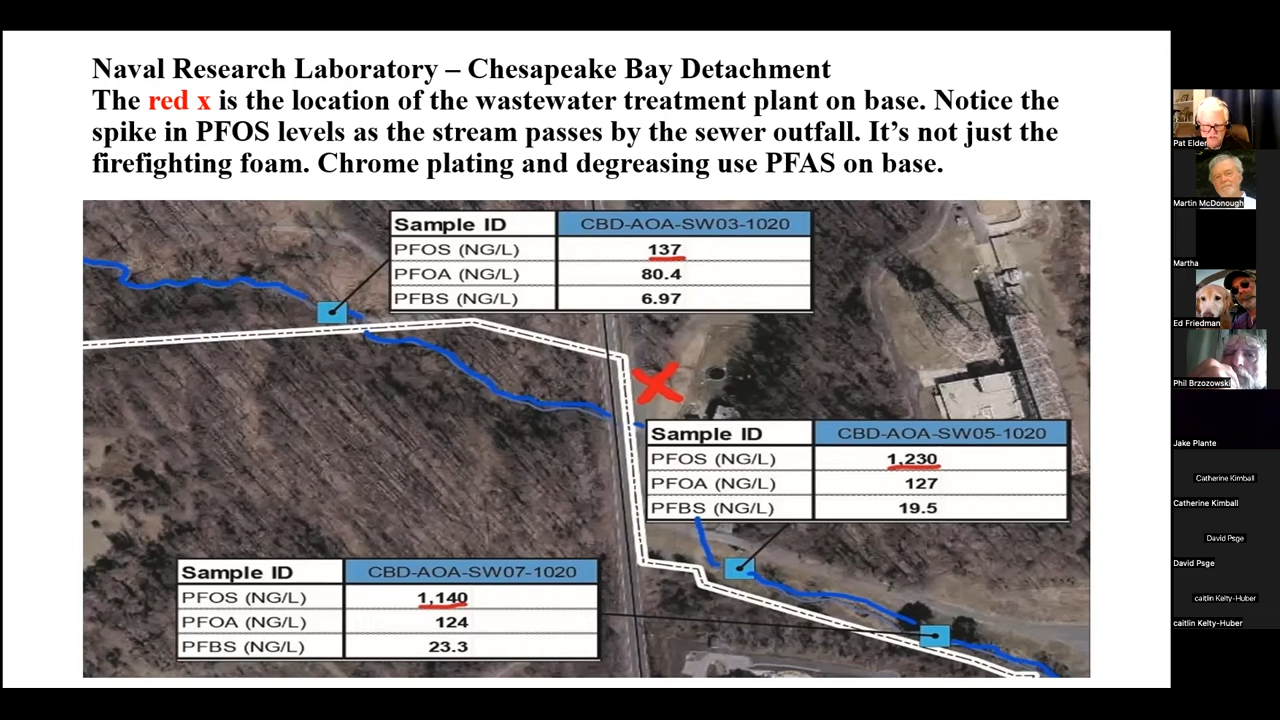 Naval Research Laboratory – Chesapeake Bay Detachment
The red x is the location of the wastewater treatment plant on base. Notice the
spike in PFOS levels as the stream passes by the sewer outfall. It’s not just the
firefighting foam. Chrome plating and degreasing use PFAS on base.
Sample ID CBD-AOA-SW03-1020
PFOS (NG/L) 137
PFOA (NG/L) 80.4
PFBS (NG/L) 6.97
Sample ID CBD-AOA-SW05-1020
PFOS (NG/L) 1,230
PFOA (NG/L) 127
PFBS (NG/L) 19.5
Sample ID CBD-AOA-SW07-1020
PFOS (NG/L) 1,140
PFOA (NG/L) 124
PFBS (NG/L) 23.3
Pat Elder
Martin McDonough
Martha
Ed Friedman
Phil Brzozowski
Jake Plante
Catherine Kimball
Catherine Kimball
David Psge
David Psge
caitlin Kelty-Huber
caitlin Kelty-Huber